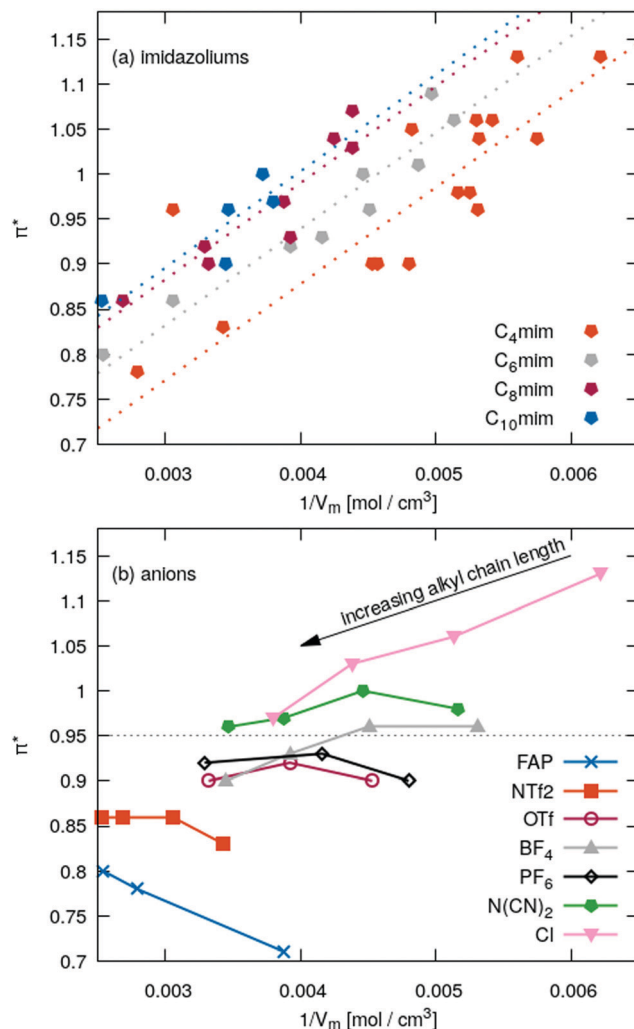 1.15
(a) imidazoliums
1.1
1.05
1
0.95
π*
0.9
0.85
0.8
0.75
0.7
C₄mim
C₆mim
C₈mim
C₁₀mim
0.003 0.004 0.005 0.006
1/Vₘ [mol / cm³]
1.15
(b) anions
increasing alkyl chain length
1.1
1.05
1
0.95
π*
0.9
0.85
0.8
0.75
0.7
FAP
NTf2
OTf
BF₄
PF₆
N(CN)₂
Cl
0.003 0.004 0.005 0.006
1/Vₘ [mol / cm³]